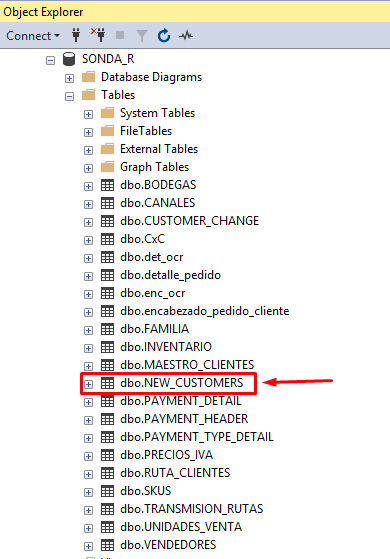 Object Explorer
Connect
SONDA_R
Database Diagrams
Tables
System Tables
FileTables
External Tables
Graph Tables
dbo.BODEGAS
dbo.CANALES
dbo.CUSTOMER_CHANGE
dbo.CxC
dbo.det_ocr
dbo.detalle_pedido
dbo.enc_ocr
dbo.encabezado_pedido_cliente
dbo.FAMILIA
dbo.INVENTARIO
dbo.MAESTRO_CLIENTES
dbo.NEW_CUSTOMERS
dbo.PAYMENT_DETAIL
dbo.PAYMENT_HEADER
dbo.PAYMENT_TYPE_DETAIL
dbo.PRECIOS_IVA
dbo.RUTA_CLIENTES
dbo.SKUS
dbo.TRANSMISION_RUTAS
dbo.UNIDADES_VENTA
dbo.VENDEDORES